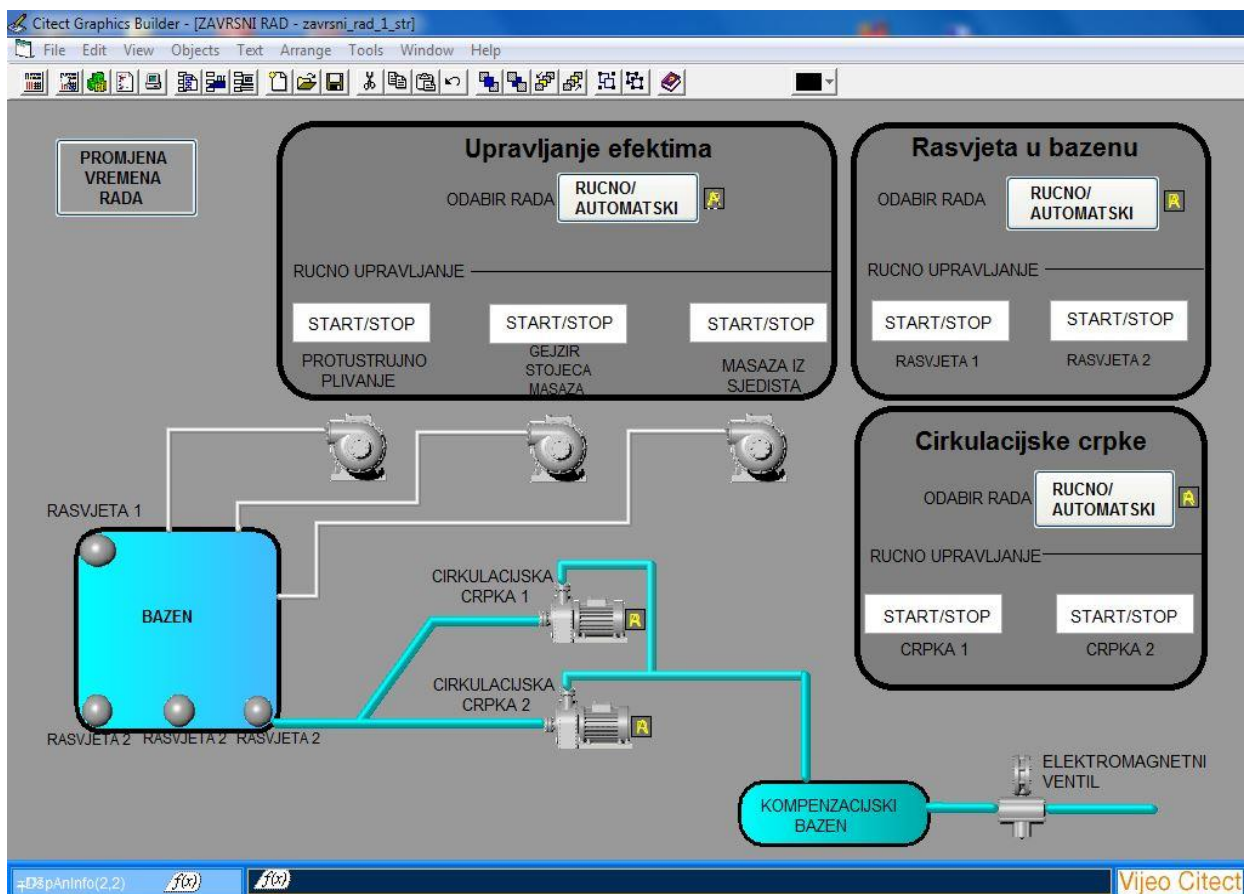 Citect Graphics Builder - [ZAVRSNI RAD - zavrsni_rad_1_str]
File Edit View Objects Text Arrange Tools Window Help
PROMJENA
VREMENA
RADA
Upravljanje efektima
ODABIR RADA
RUCNO/
AUTOMATSKI
RUCNO UPRAVLJANJE
START/STOP START/STOP START/STOP
PROTUSTRUJNO
PLIVANJE
GEJZIR
STOJECA
MASAZA
MASAZA IZ
SJEDISTA
Rasvjeta u bazenu
ODABIR RADA
RUCNO/
AUTOMATSKI
RUCNO UPRAVLJANJE
START/STOP START/STOP
RASVJETA 1 RASVJETA 2
Cirkulacijske crpke
ODABIR RADA
RUCNO/
AUTOMATSKI
RUCNO UPRAVLJANJE
START/STOP START/STOP
CRPKA 1 CRPKA 2
RASVJETA 1
BAZEN
RASVJETA 2 RASVJETA 2 RASVJETA 2
CIRKULACIJSKA
CRPKA 1
CIRKULACIJSKA
CRPKA 2
KOMPENZACIJSKI
BAZEN
ELEKTROMAGNETNI
VENTIL
f(x) f(x)
Vijeo Citect